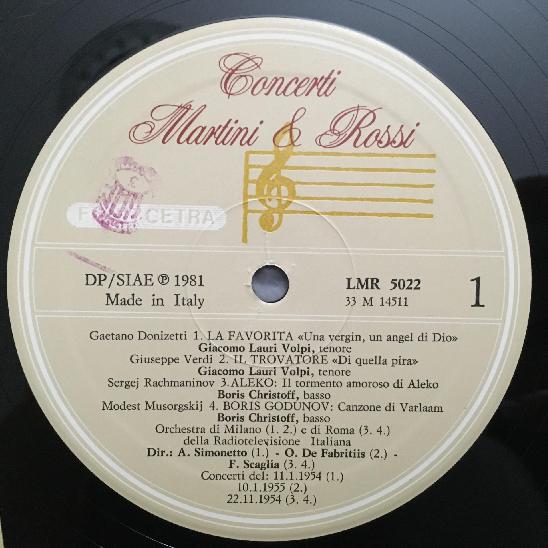 Concerti
Martini & Rossi
CETRA
DP/SIAE ℗ 1981
Made in Italy
LMR 5022
33 M 14511
1
Gaetano Donizetti 1. LA FAVORITA «Una vergin, un angel di Dio»
Giacomo Lauri Volpi, tenore
Giuseppe Verdi 2. IL TROVATORE «Di quella pira»
Giacomo Lauri Volpi, tenore
Sergej Rachmaninov 3.ALEKO: Il tormento amoroso di Aleko
Boris Christoff, basso
Modest Musorgskij 4. BORIS GODUNOV: Canzone di Varlaam
Boris Christoff, basso
Orchestra di Milano (1. 2.) e di Roma (3. 4.)
della Radiotelevisione Italiana
Dir.: A. Simonetto (1.) - O. De Fabritiis (2.) -
F. Scaglia (3. 4.)
Concerti del: 11.1.1954 (1.)
10.1.1955 (2.)
22.11.1954 (3. 4.)